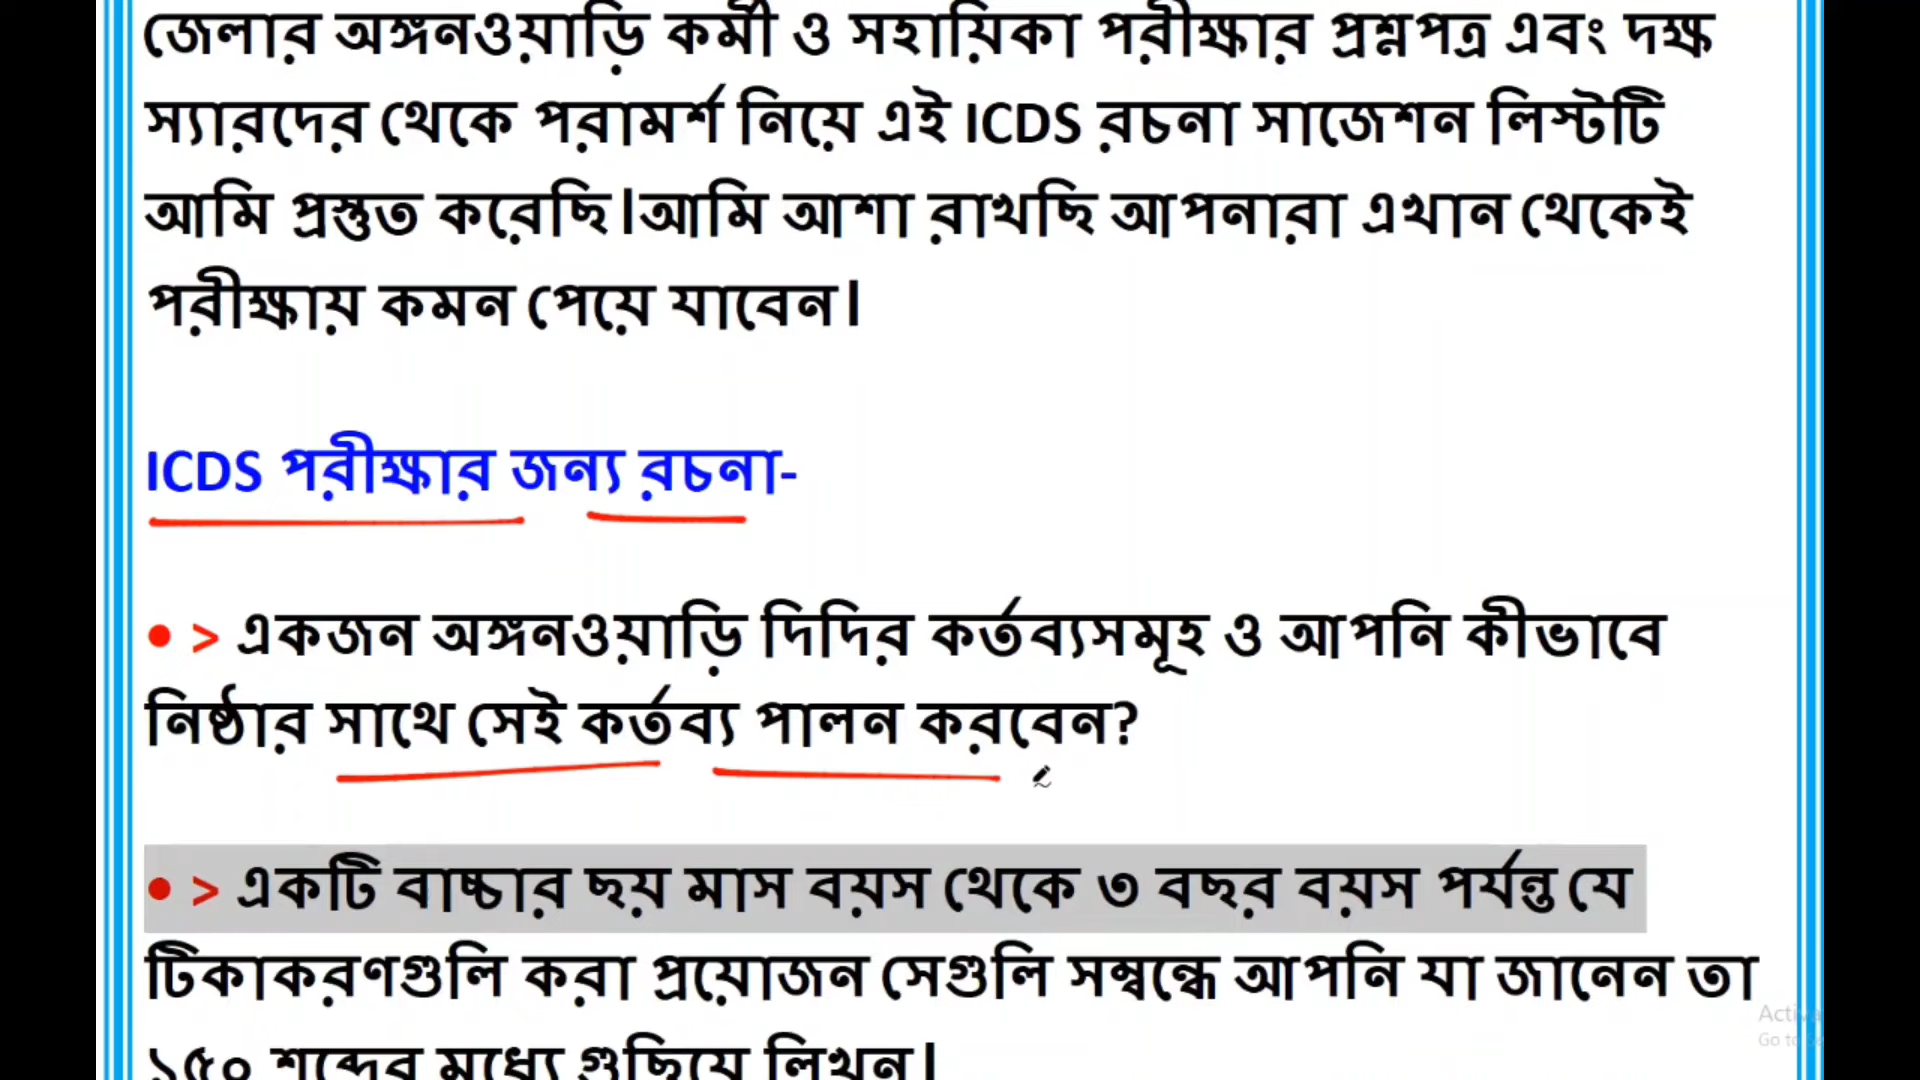 জেলার অঙ্গনওয়াড়ি কর্মী ও সহায়িকা পরীক্ষার প্রশ্নপত্র এবং দক্ষ
স্যারদের থেকে পরামর্শ নিয়ে এই ICDS রচনা সাজেশন লিস্টটি
আমি প্রস্তুত করেছি।আমি আশা রাখছি আপনারা এখান থেকেই
পরীক্ষায় কমন পেয়ে যাবেন।
ICDS পরীক্ষার জন্য রচনা-
• > একজন অঙ্গনওয়াড়ি দিদির কর্তব্যসমূহ ও আপনি কীভাবে
নিষ্ঠার সাথে সেই কর্তব্য পালন করবেন?
• > একটি বাচ্চার ছয় মাস বয়স থেকে ৩ বছর বয়স পর্যন্ত যে
টিকাকরণগুলি করা প্রয়োজন সেগুলি সম্বন্ধে আপনি যা জানেন তা
১৫০ শব্দের মধ্যে গুছিয়ে লিখুন।